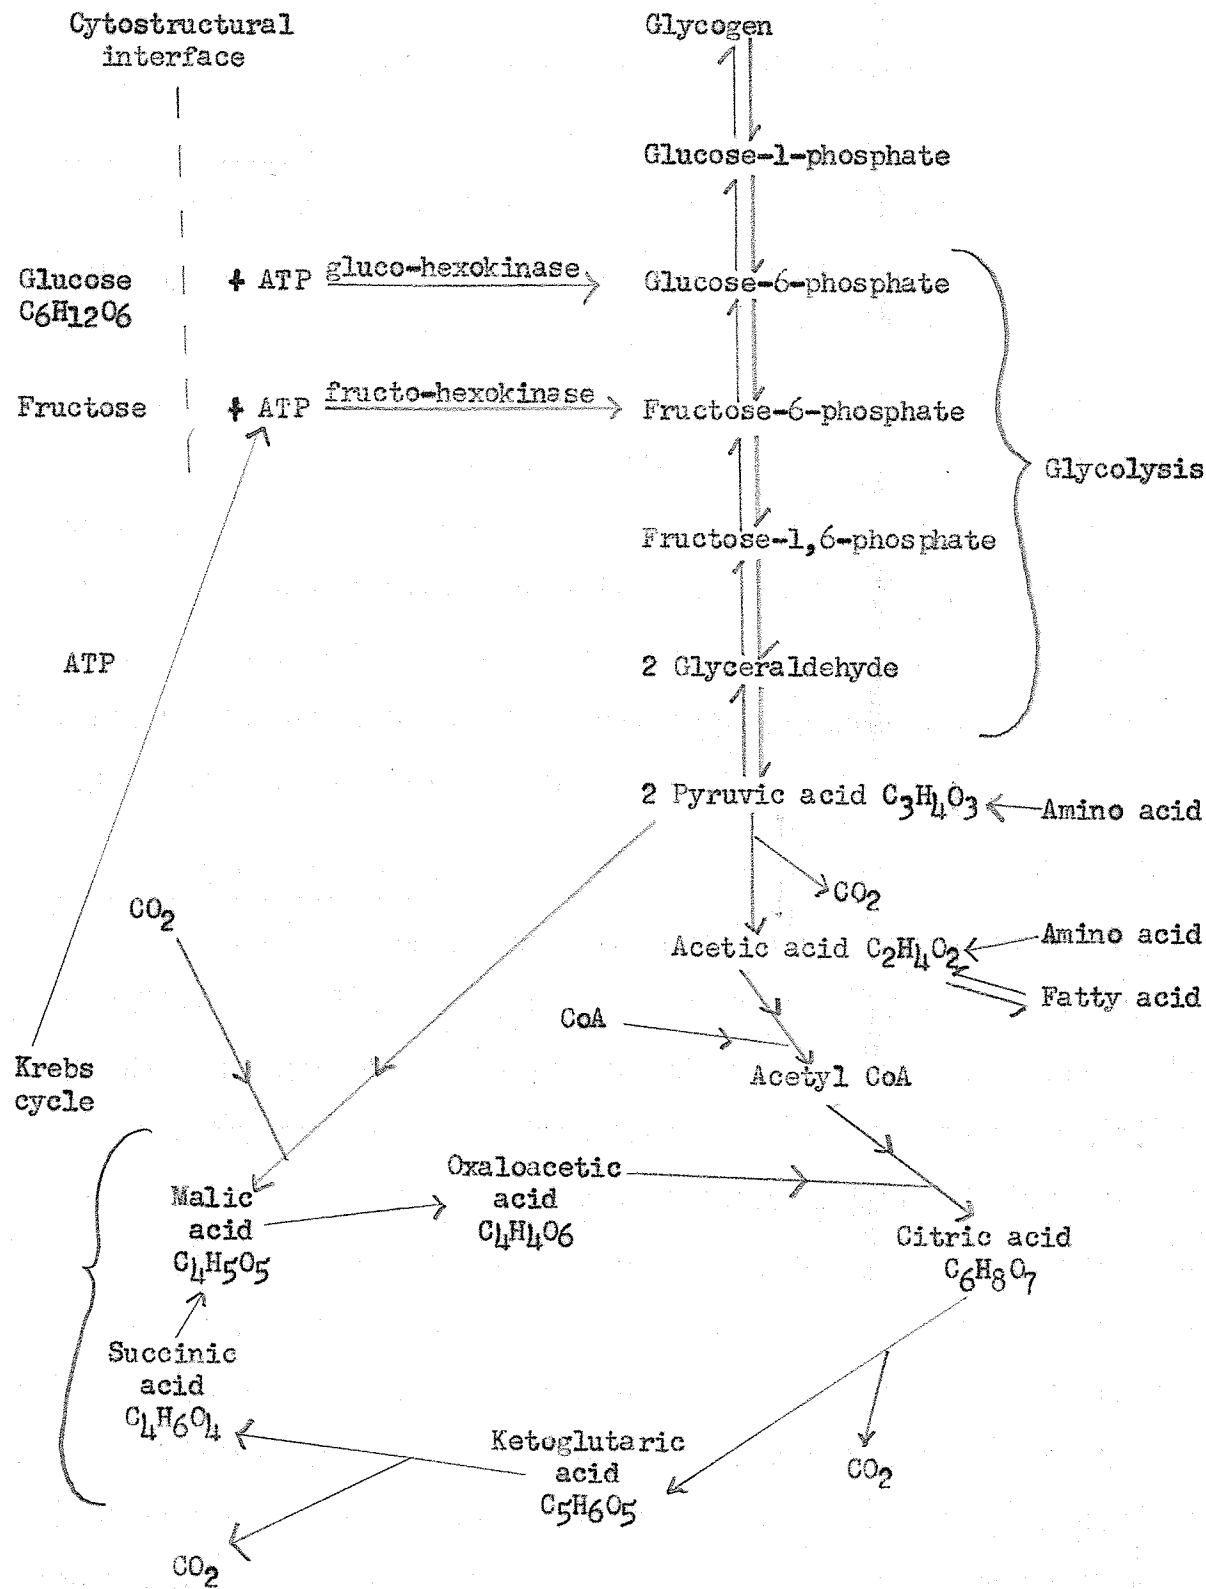 Cytostructural
interface
Glycogen
Glucose-1-phosphate
Glucose
C6H12O6
+ ATP
gluco-hexokinase
Glucose-6-phosphate
Fructose
+ ATP
fructo-hexokinase
Fructose-6-phosphate
Glycolysis
Fructose-1,6-phosphate
ATP
2 Glyceraldehyde
2 Pyruvic acid C3H4O3
Amino acid
CO2
CO2
Acetic acid C2H4O2
Amino acid
Fatty acid
CoA
Krebs
cycle
Acetyl CoA
Malic
acid
C4H5O5
Oxaloacetic
acid
C4H4O6
Citric acid
C6H8O7
Succinic
acid
C4H6O4
Ketoglutaric
acid
C5H6O5
CO2
CO2